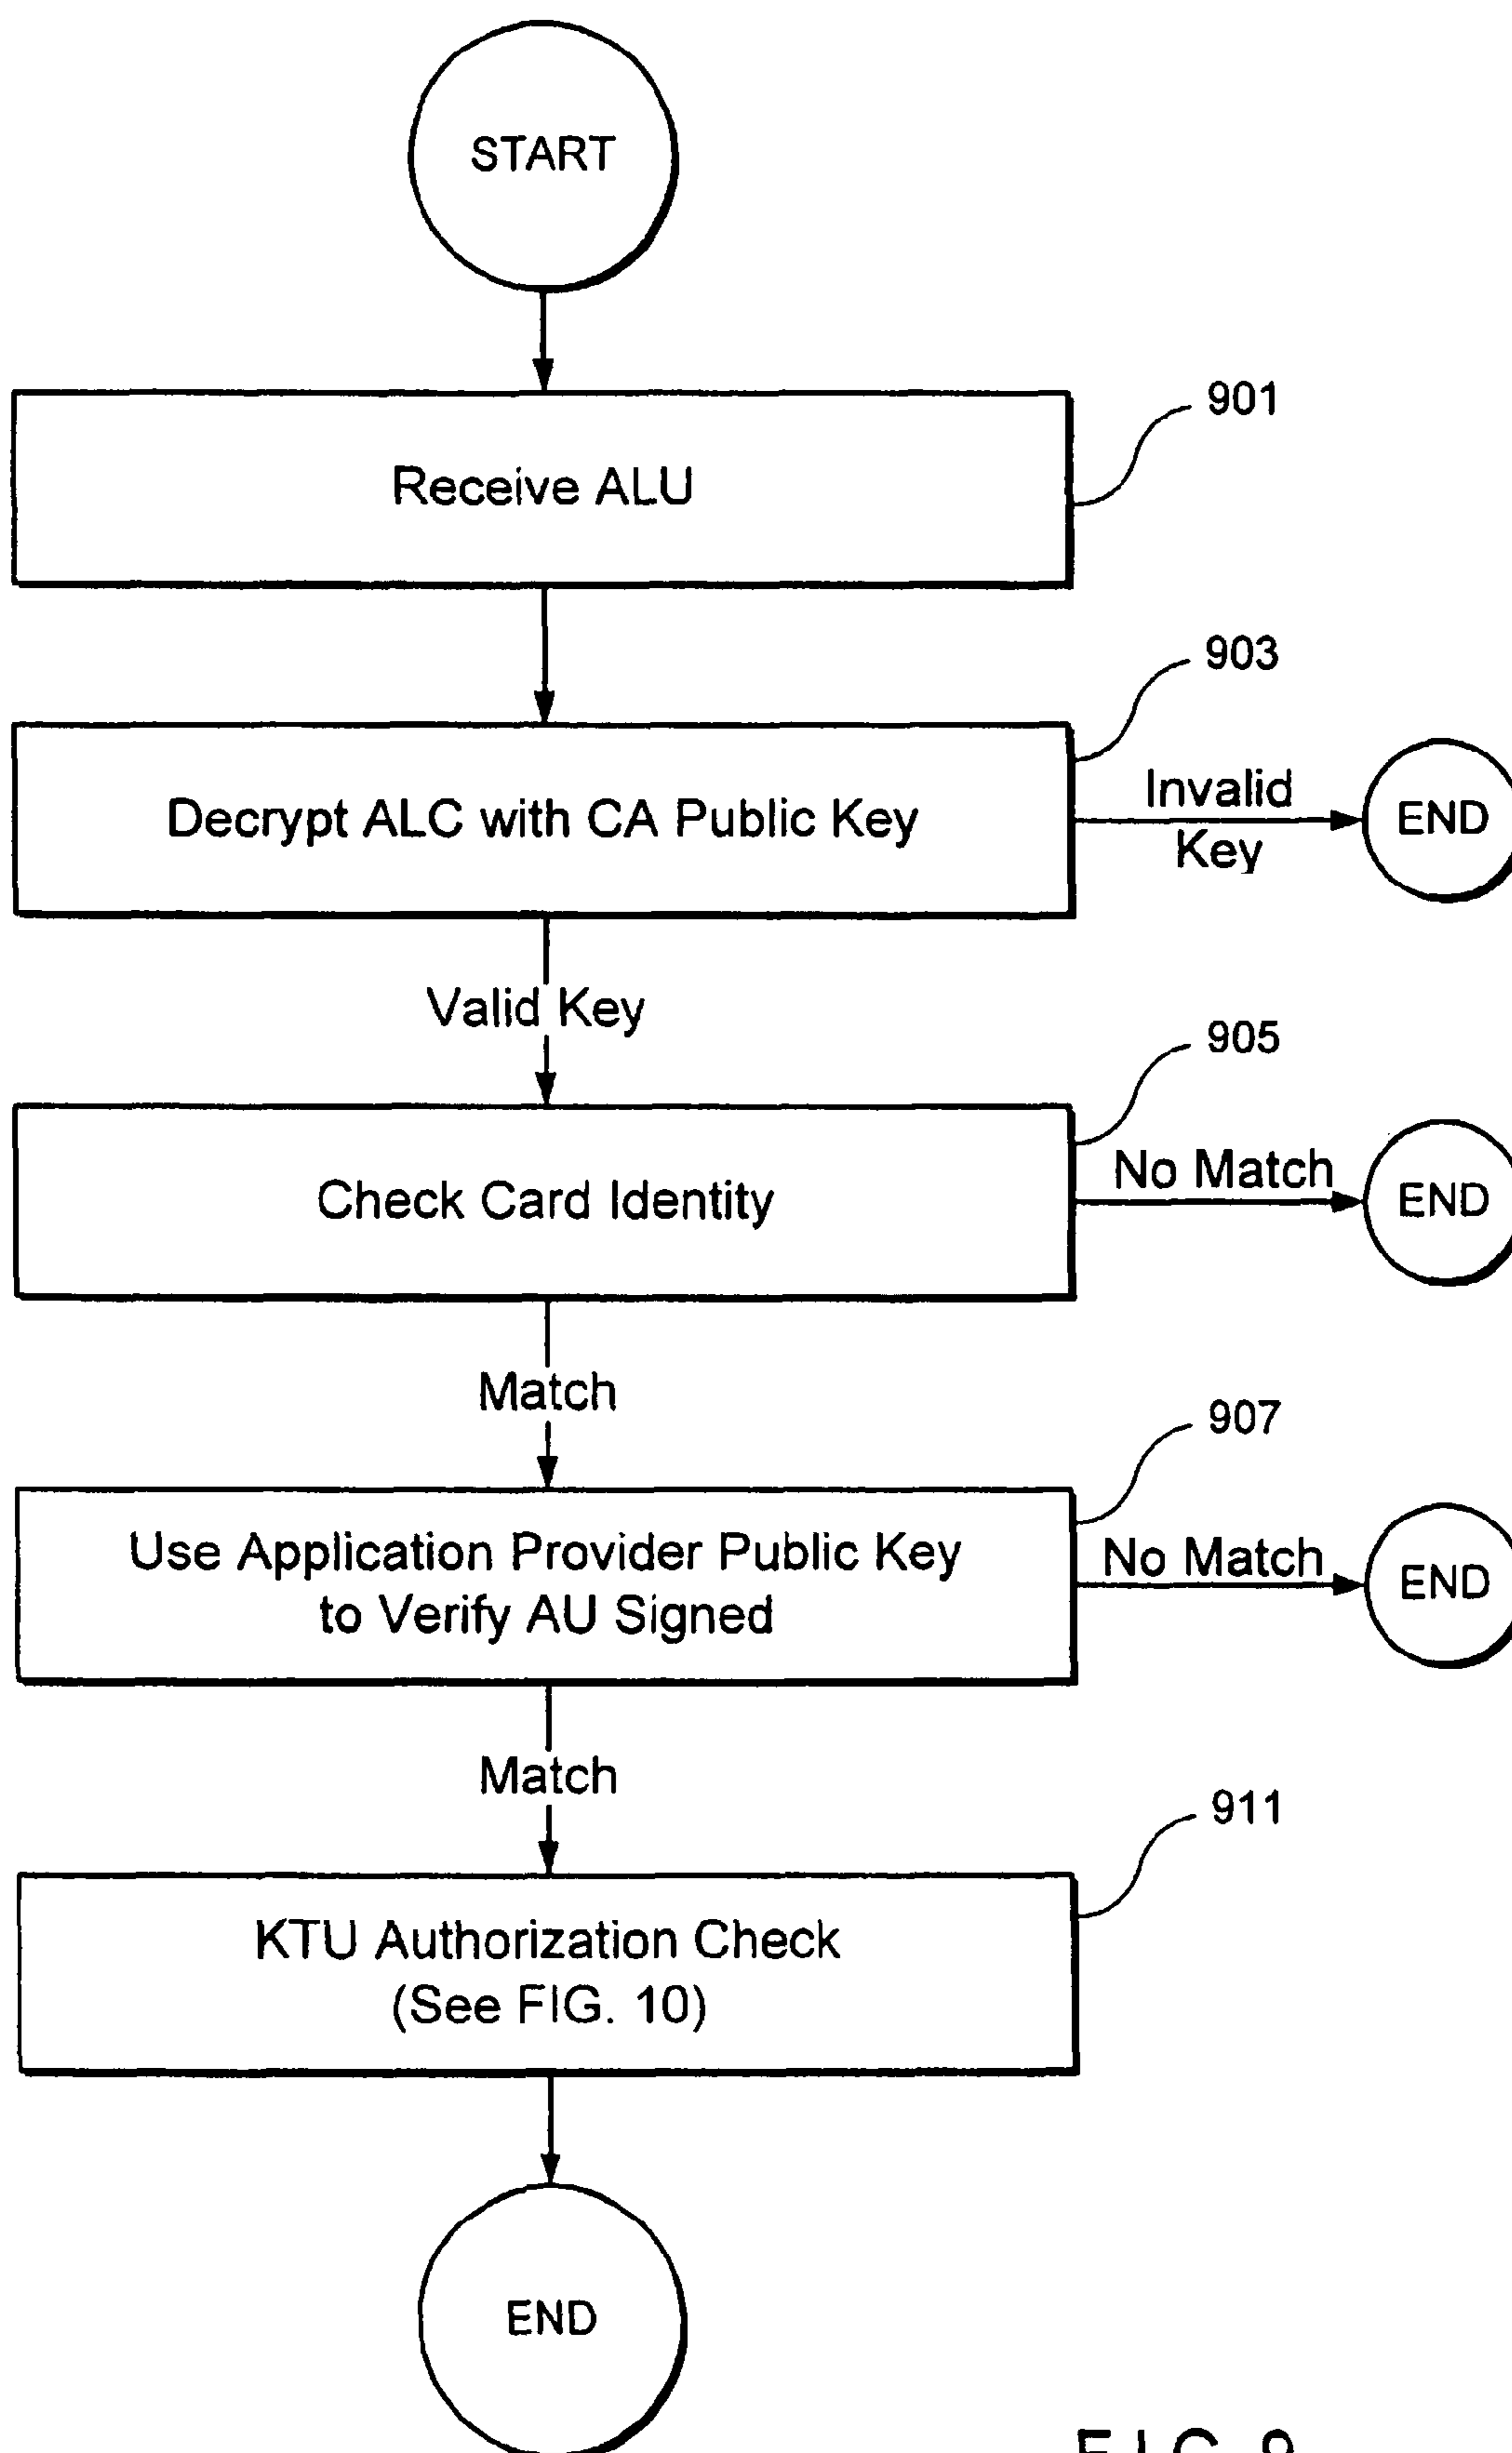 START
901
Receive ALU
903
Decrypt ALC with CA Public Key
Invalid
Key
END
Valid Key
905
Check Card Identity
No Match
END
Match
907
Use Application Provider Public Key
to Verify AU Signed
No Match
END
Match
911
KTU Authorization Check
(See FIG. 10)
END
FIG. 9